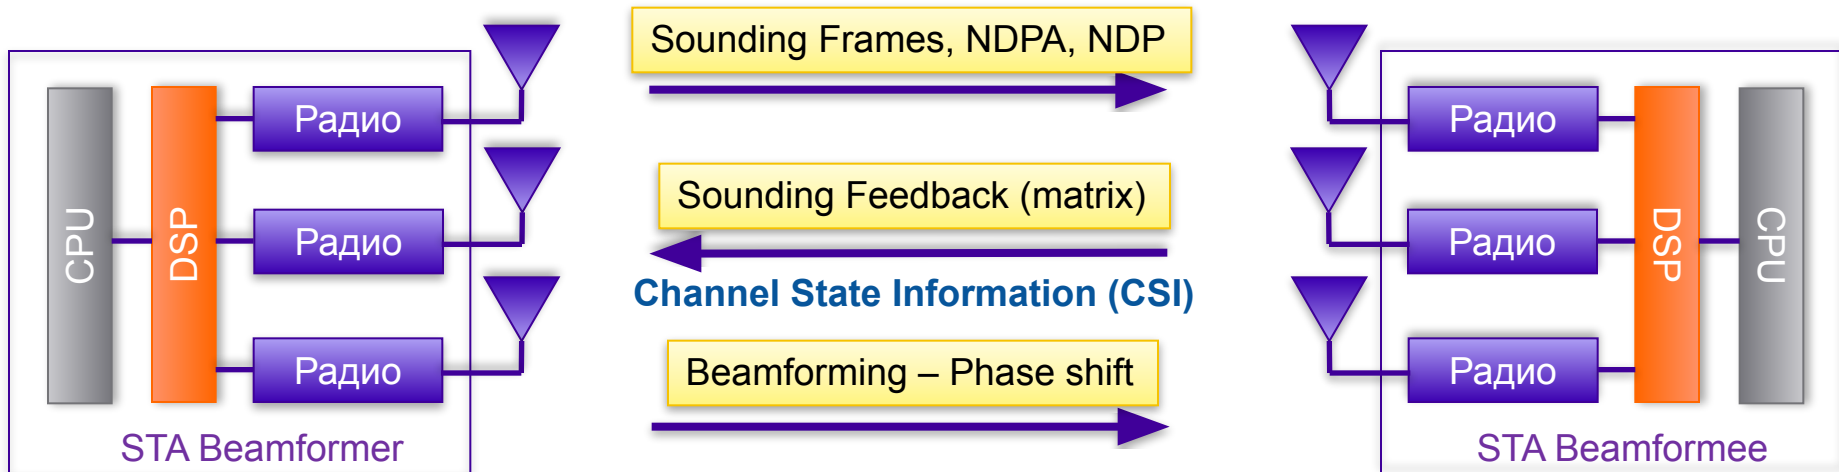 Sounding Frames, NDPA, NDP
CPU
DSP
Радио
Радио
Радио
STA Beamformer
Sounding Feedback (matrix)
Channel State Information (CSI)
Beamforming – Phase shift
Радио
Радио
Радио
DSP
CPU
STA Beamformee